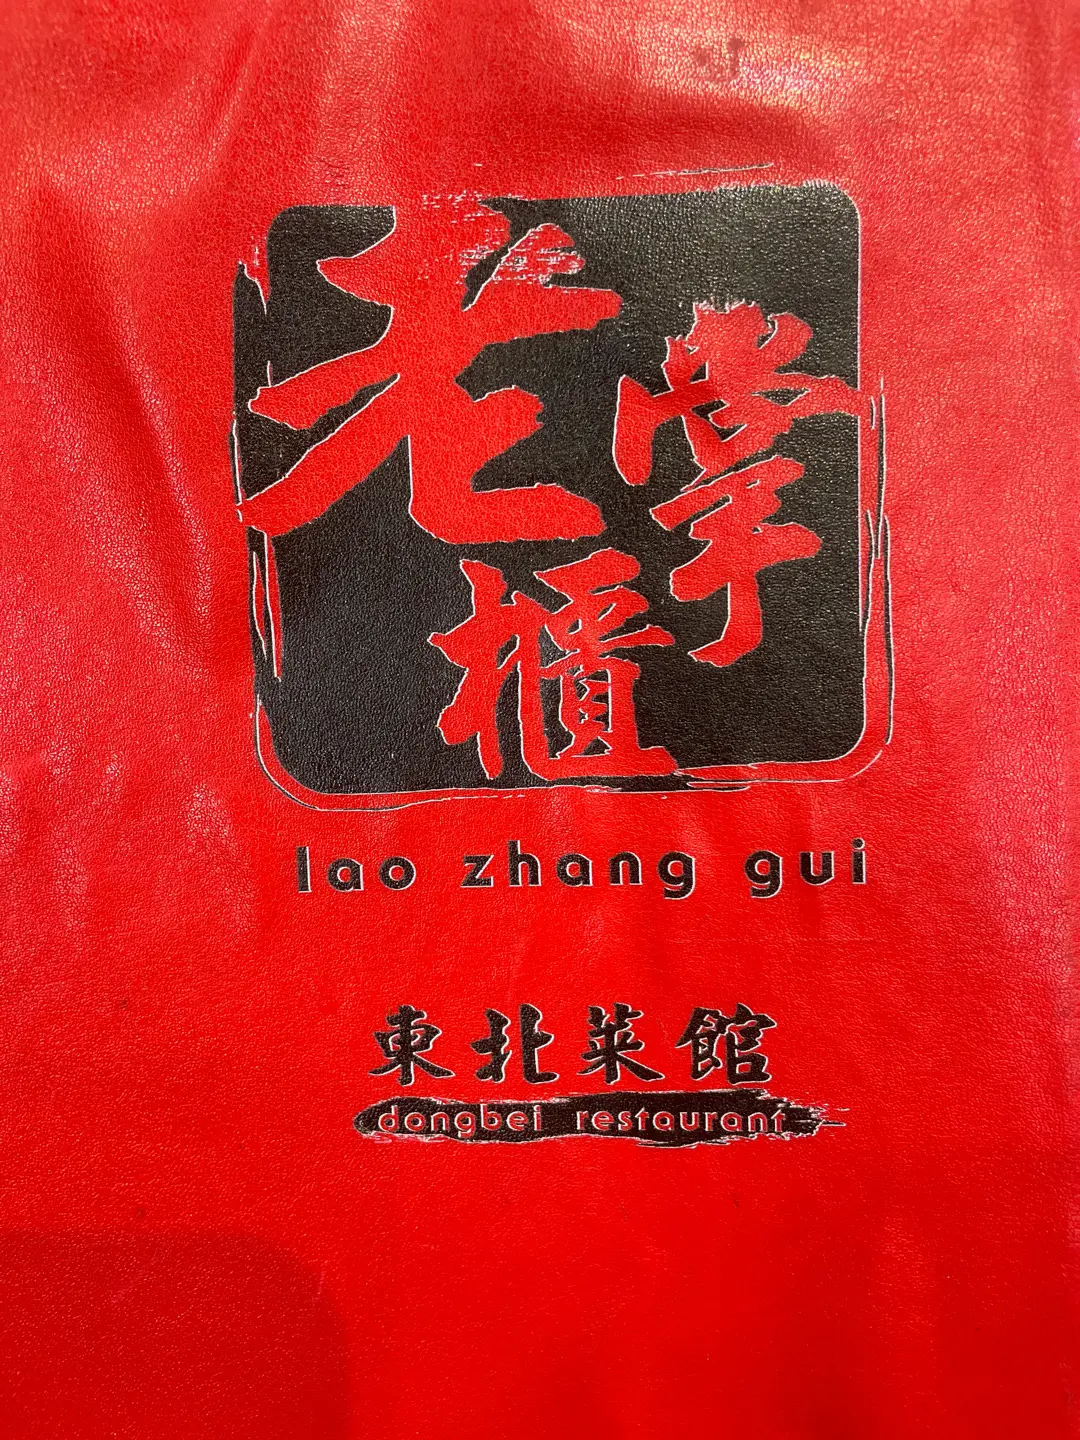 老掌櫃
lao zhang gui
東北菜館
dongbei restaurant